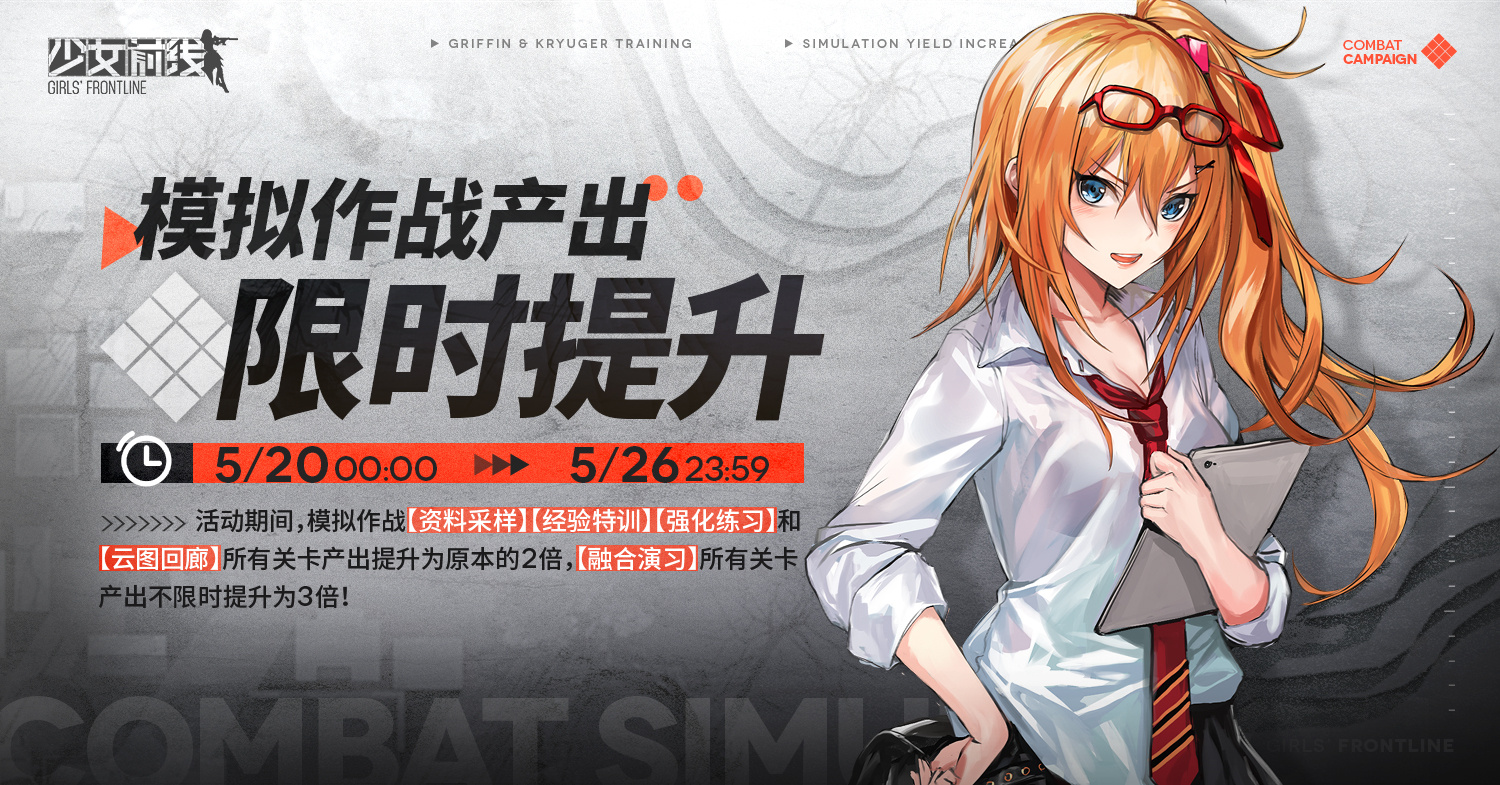 少女前线
GIRLS' FRONTLINE
GRIFFIN & KRYUGER TRAINING
SIMULATION YIELD INCREA
COMBAT
CAMPAIGN
模拟作战产出
限时提升
5/20 00:00 5/26 23:59
>>>>>>> 活动期间,模拟作战【资料采样】【经验特训】【强化练习】和
【云图回廊】所有关卡产出提升为原本的2倍,【融合演习】所有关卡
产出不限时提升为3倍!
COMBAT SIMU
GIRLS' FRONTLINE